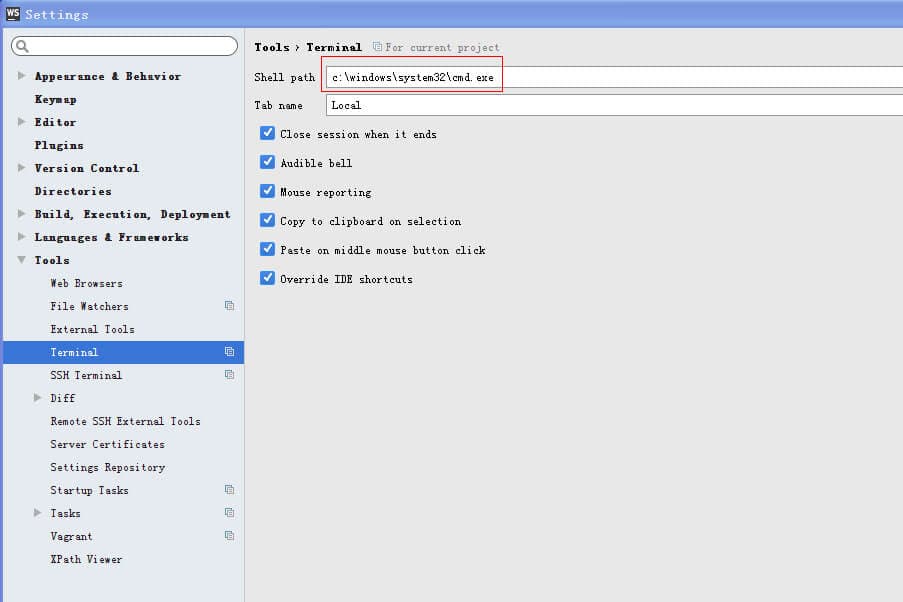 WS Settings
Tools › Terminal For current project
Shell path c:\windows\system32\cmd.exe
Tab name Local
Close session when it ends
Audible bell
Mouse reporting
Copy to clipboard on selection
Paste on middle mouse button click
Override IDE shortcuts
Appearance & Behavior
Keymap
Editor
Plugins
Version Control
Directories
Build, Execution, Deployment
Languages & Frameworks
Tools
Web Browsers
File Watchers
External Tools
Terminal
SSH Terminal
Diff
Remote SSH External Tools
Server Certificates
Settings Repository
Startup Tasks
Tasks
Vagrant
XPath Viewer